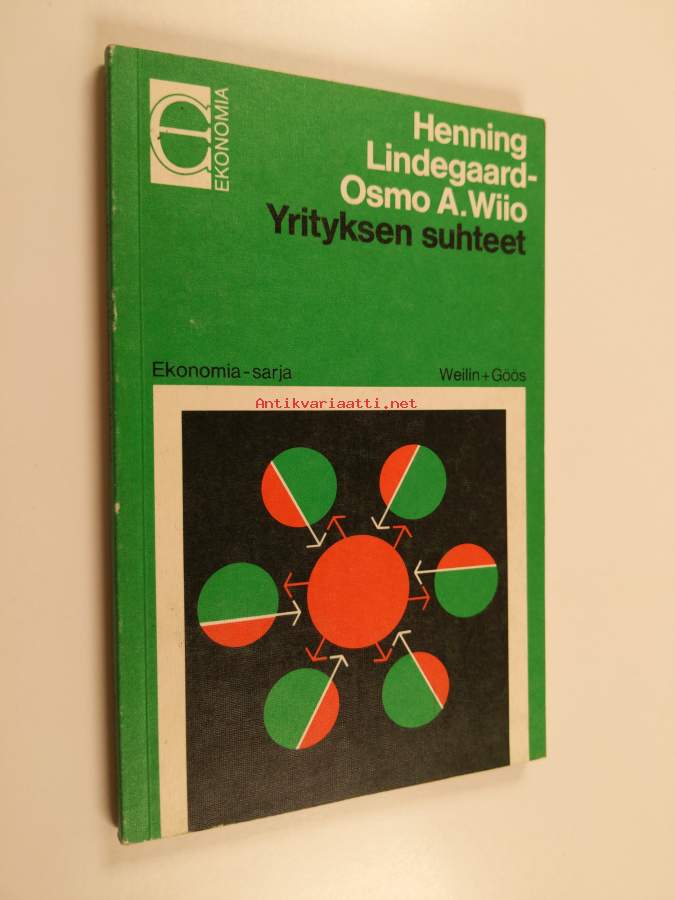 EKONOMIA
Henning
Lindegaard-
Osmo A. Wiio
Yrityksen suhteet
Ekonomia-sarja
Weilin+Göös
Antikvariaatti.net